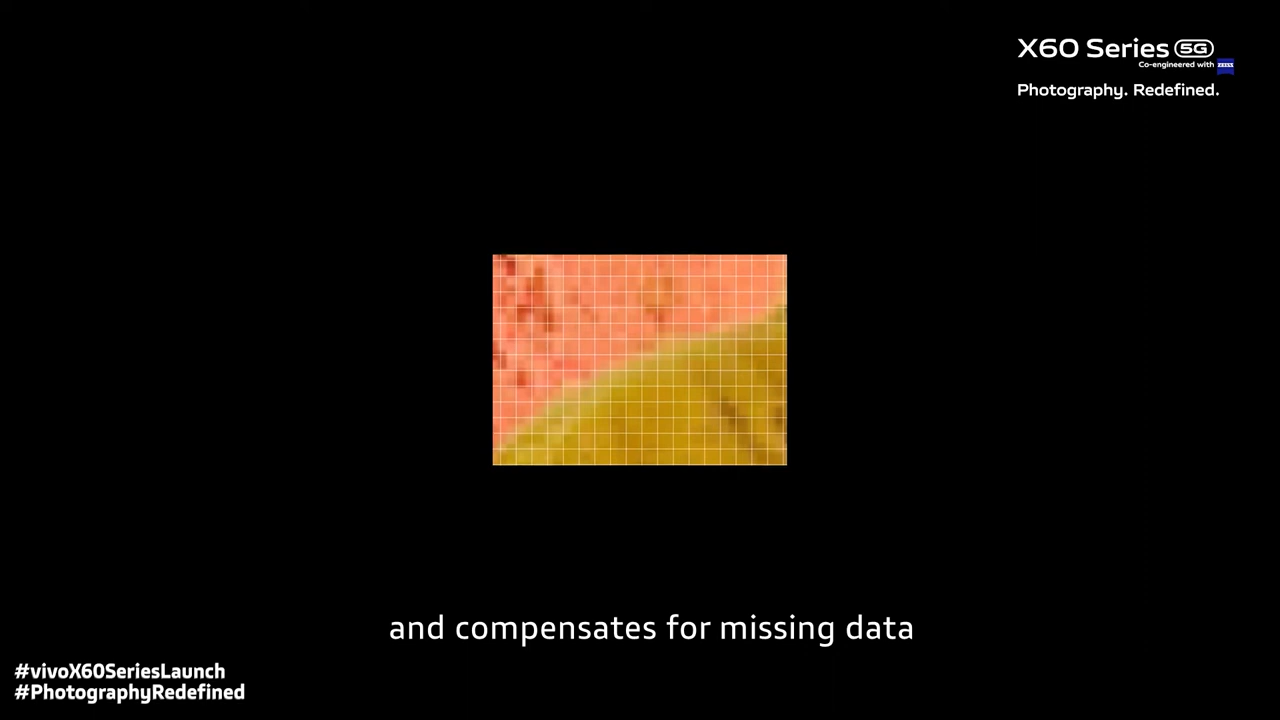 X60 Series 5G
Co-engineered with ZEISS
Photography. Redefined.
and compensates for missing data
#vivoX60SeriesLaunch
#PhotographyRedefined